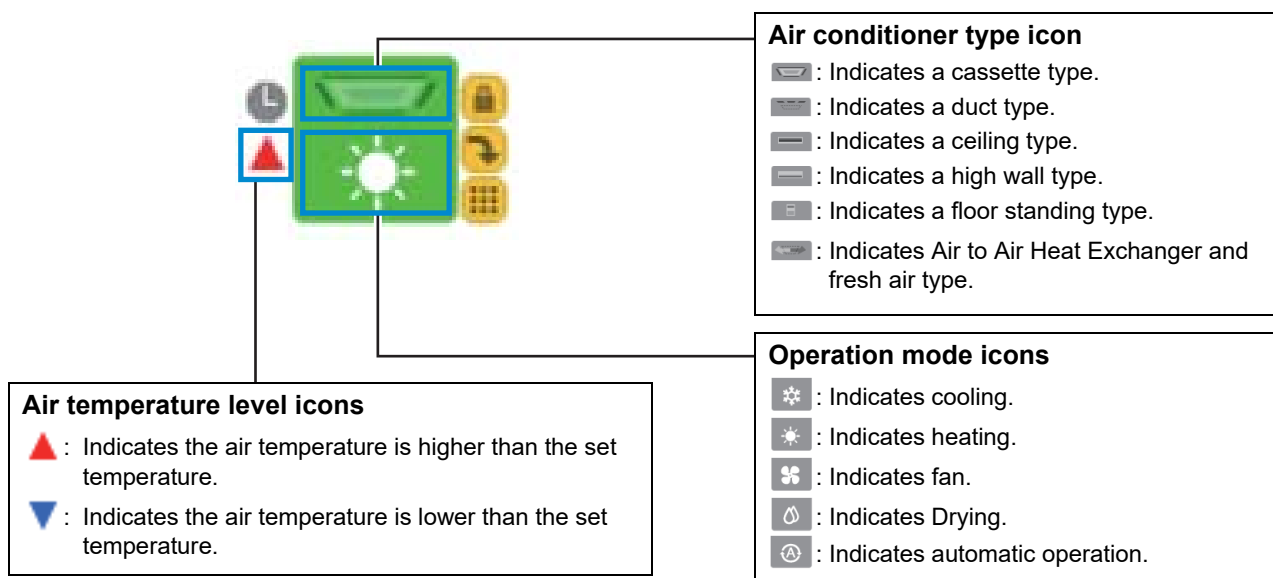 Air conditioner type icon
: Indicates a cassette type.
: Indicates a duct type.
: Indicates a ceiling type.
: Indicates a high wall type.
: Indicates a floor standing type.
: Indicates Air to Air Heat Exchanger and
fresh air type.
Operation mode icons
: Indicates cooling.
: Indicates heating.
: Indicates fan.
: Indicates Drying.
A : Indicates automatic operation.
Air temperature level icons
: Indicates the air temperature is higher than the set
temperature.
: Indicates the air temperature is lower than the set
temperature.